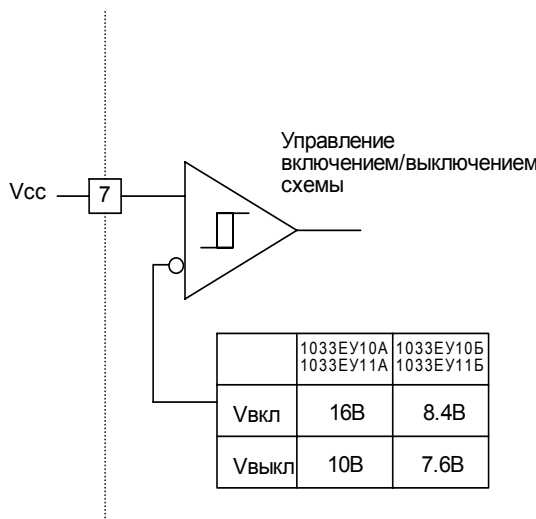 Управление
включением/выключением
схемы
Vcc 7
1033ЕУ10А 1033ЕУ10Б
1033ЕУ11А 1033ЕУ11Б
Vвкл 16В 8.4В
Vвыкл 10В 7.6В